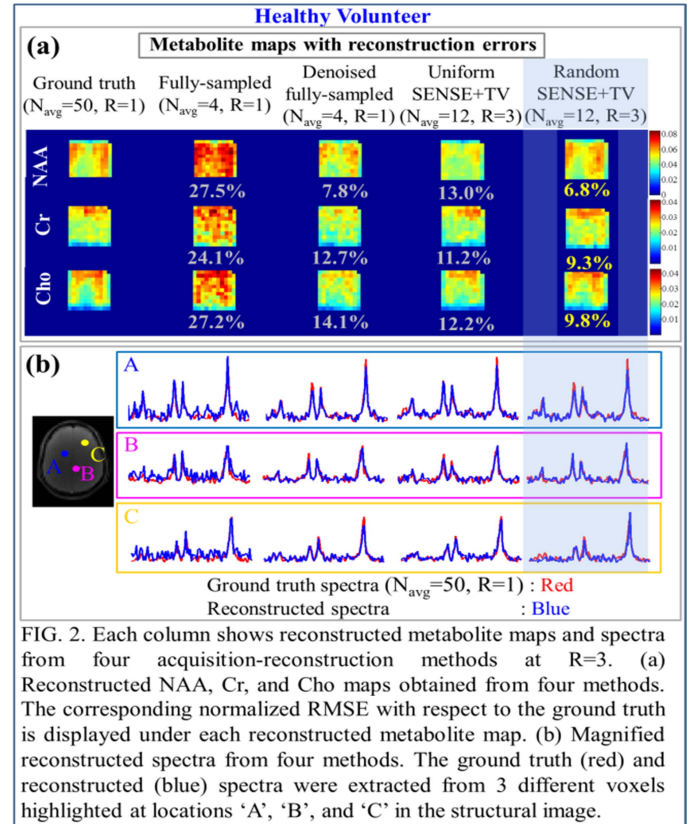 Healthy Volunteer
(a)
Metabolite maps with reconstruction errors
Ground truth (N_avg=50, R=1)
Fully-sampled (N_avg=4, R=1)
Denoised fully-sampled (N_avg=4, R=1)
Uniform SENSE+TV (N_avg=12, R=3)
Random SENSE+TV (N_avg=12, R=3)
NAA
27.5% 7.8% 13.0% 6.8%
0.08
0.06
0.04
0.02
0
Cr
24.1% 12.7% 11.2% 9.3%
0.04
0.03
0.02
0.01
Cho
27.2% 14.1% 12.2% 9.8%
0.04
0.03
0.02
0.01
(b)
A
B
C
A
B
C
Ground truth spectra (N_avg=50, R=1) : Red
Reconstructed spectra : Blue
FIG. 2. Each column shows reconstructed metabolite maps and spectra
from four acquisition-reconstruction methods at R=3. (a)
Reconstructed NAA, Cr, and Cho maps obtained from four methods.
The corresponding normalized RMSE with respect to the ground truth
is displayed under each reconstructed metabolite map. (b) Magnified
reconstructed spectra from four methods. The ground truth (red) and
reconstructed (blue) spectra were extracted from 3 different voxels
highlighted at locations ‘A’, ‘B’, and ‘C’ in the structural image.